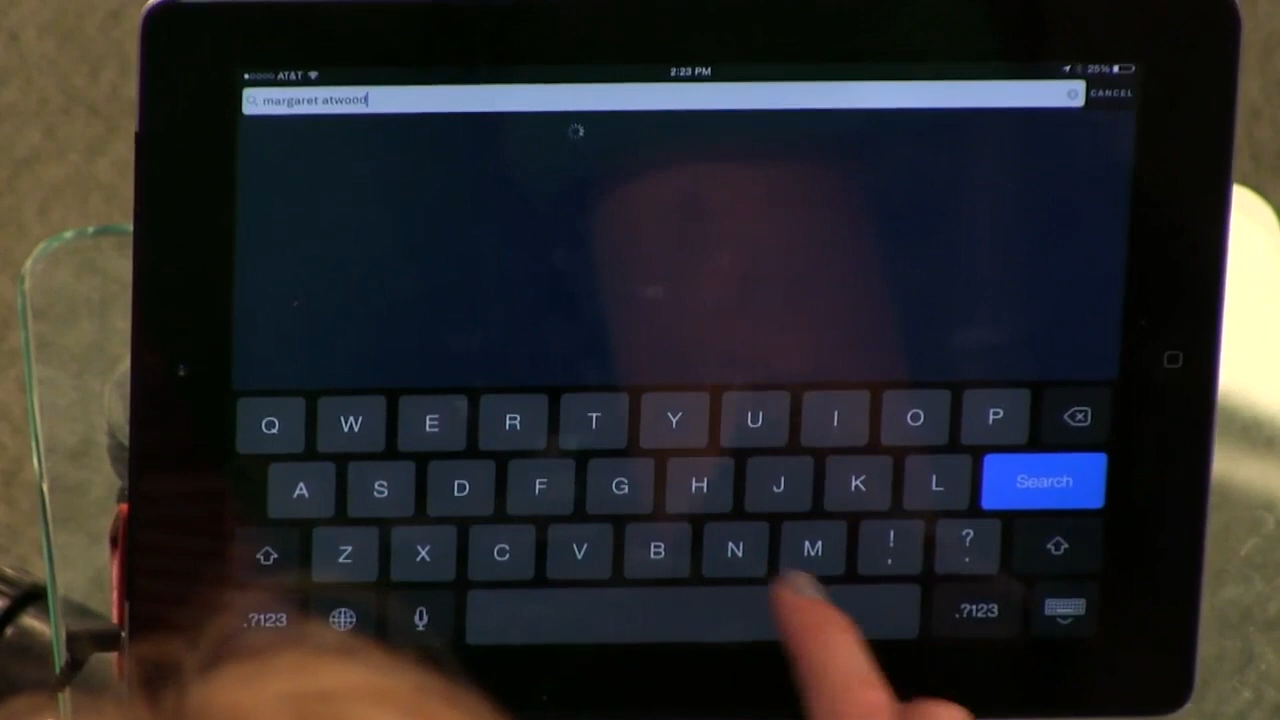 AT&T 2:23 PM 25%
margaret atwood CANCEL
Q W E R T Y U I O P
A S D F G H J K L Search
Z X C V B N M ! , ? .
.?123 .?123